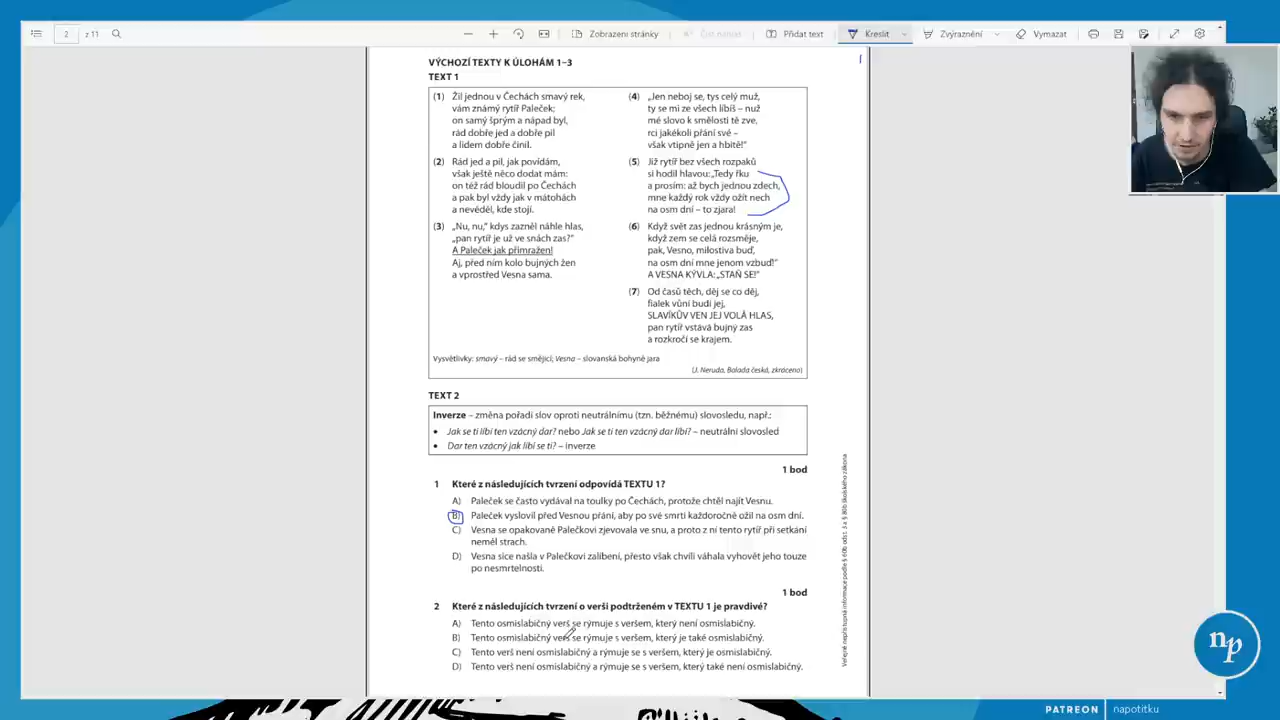 2 z 11 Zobrazení stránky Přidat text Kreslit Zvýraznění Vymazat
VÝCHOZÍ TEXTY K ÚLOHÁM 1–3
TEXT 1
(1) Žil jednou v Čechách smavý rek,
vám známý rytíř Paleček;
on samý šprým a nápad byl,
rád dobře jed a dobře pil
a lidem dobře činil.
(2) Rád jed a pil, jak povídám,
však ještě něco dodat mám:
on též rád bloudil po Čechách
a pak byl vždy jak v mátohách
a nevěděl, kde stojí.
(3) „Nu, nu,“ kdys zazněl náhle hlas,
„pan rytíř je už ve snách zas?“
A Paleček jak přimražen!
Aj, před ním kolo bujných žen
a vprostřed Vesna sama.
(4) „Jen neboj se, tys celý muž,
ty se mi ze všech líbíš – nuž
mé slovo k smělosti tě zve,
rci jakékoli přání své –
však vtipně jen a hbitě!“
(5) Již rytíř bez všech rozpaků
si hodil hlavou: „Tedy řku
a prosím: až bych jednou zdech,
mne každý rok vždy ožít nech
na osm dní – to zjara!
(6) Když svět zas jednou krásným je,
když zem se celá rozsměje,
pak, Vesno, milostiva buď,
na osm dní mne jenom vzbuď!“
A VESNA KÝVLA: „STAŇ SE!“
(7) Od časů těch, děj se co děj,
fialek vůní budí jej,
SLAVÍKŮV VEN JEJ VOLÁ HLAS,
pan rytíř vstává bujný zas
a rozkročí se krajem.
Vysvětlivky: smavý – rád se smějící; Vesna – slovanská bohyně jara
(J. Neruda, Balada česká, zkráceno)
TEXT 2
Inverze – změna pořadí slov oproti neutrálnímu (tzn. běžnému) slovosledu, např.:
• Jak se ti líbí ten vzácný dar? nebo Jak se ti ten vzácný dar líbí? – neutrální slovosled
• Dar ten vzácný jak líbí se ti? – inverze
1 bod
1 Které z následujících tvrzení odpovídá TEXTU 1?
A) Paleček se často vydával na toulky po Čechách, protože chtěl najít Vesnu.
B) Paleček vyslovil před Vesnou přání, aby po své smrti každoročně ožil na osm dní.
C) Vesna se opakovaně Palečkovi zjevovala ve snu, a proto z ní tento rytíř při setkání
neměl strach.
D) Vesna sice našla v Palečkovi zalíbení, přesto však chvíli váhala vyhovět jeho touze
po nesmrtelnosti.
1 bod
2 Které z následujících tvrzení o verši podtrženém v TEXTU 1 je pravdivé?
A) Tento osmislabičný verš se rýmuje s veršem, který není osmislabičný.
B) Tento osmislabičný verš se rýmuje s veršem, který je také osmislabičný.
C) Tento verš není osmislabičný a rýmuje se s veršem, který je osmislabičný.
D) Tento verš není osmislabičný a rýmuje se s veršem, který také není osmislabičný.
Veřejně nepřístupná informace podle § 60b odst. 3 a § 80b školského zákona
np
PATREON napotitku